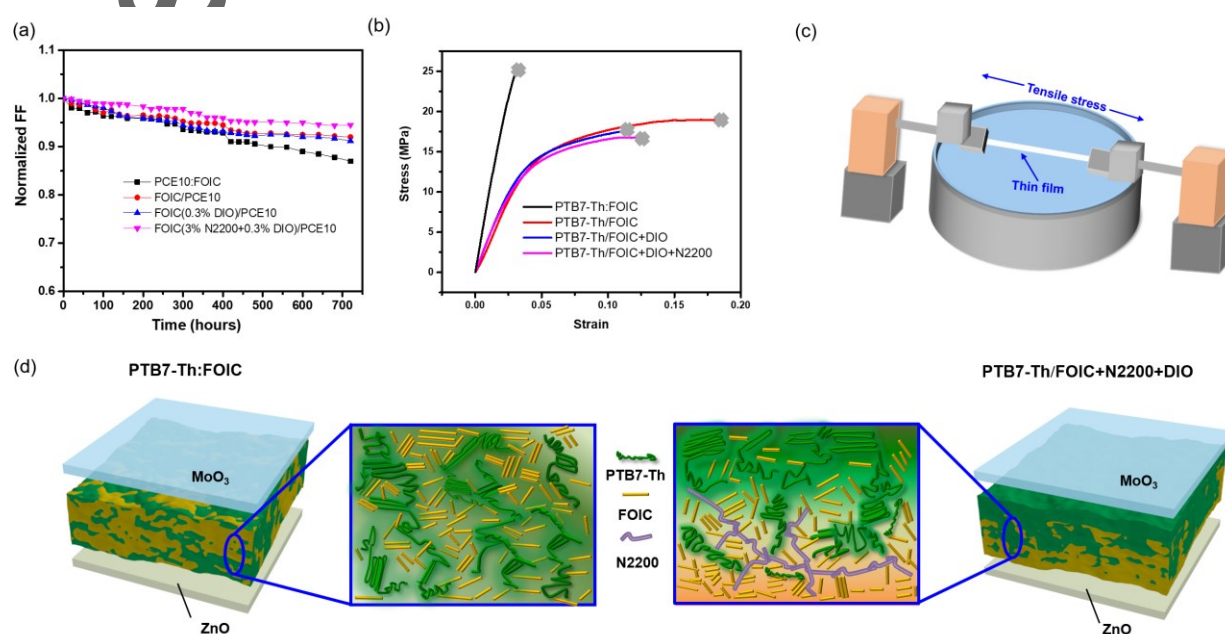 (a)
1.1
1.0
0.9
0.8
0.7
0.6
Normalized FF
PCE10:FOIC
FOIC/PCE10
FOIC(0.3% DIO)/PCE10
FOIC(3% N2200+0.3% DIO)/PCE10
0 100 200 300 400 500 600 700
Time (hours)
(b)
25
20
15
10
5
0
Stress (MPa)
PTB7-Th:FOIC
PTB7-Th/FOIC
PTB7-Th/FOIC+DIO
PTB7-Th/FOIC+DIO+N2200
0.00 0.05 0.10 0.15 0.20
Strain
(c)
Tensile stress
Thin film
(d)
PTB7-Th:FOIC
MoO₃
ZnO
PTB7-Th
FOIC
N2200
PTB7-Th/FOIC+N2200+DIO
MoO₃
ZnO